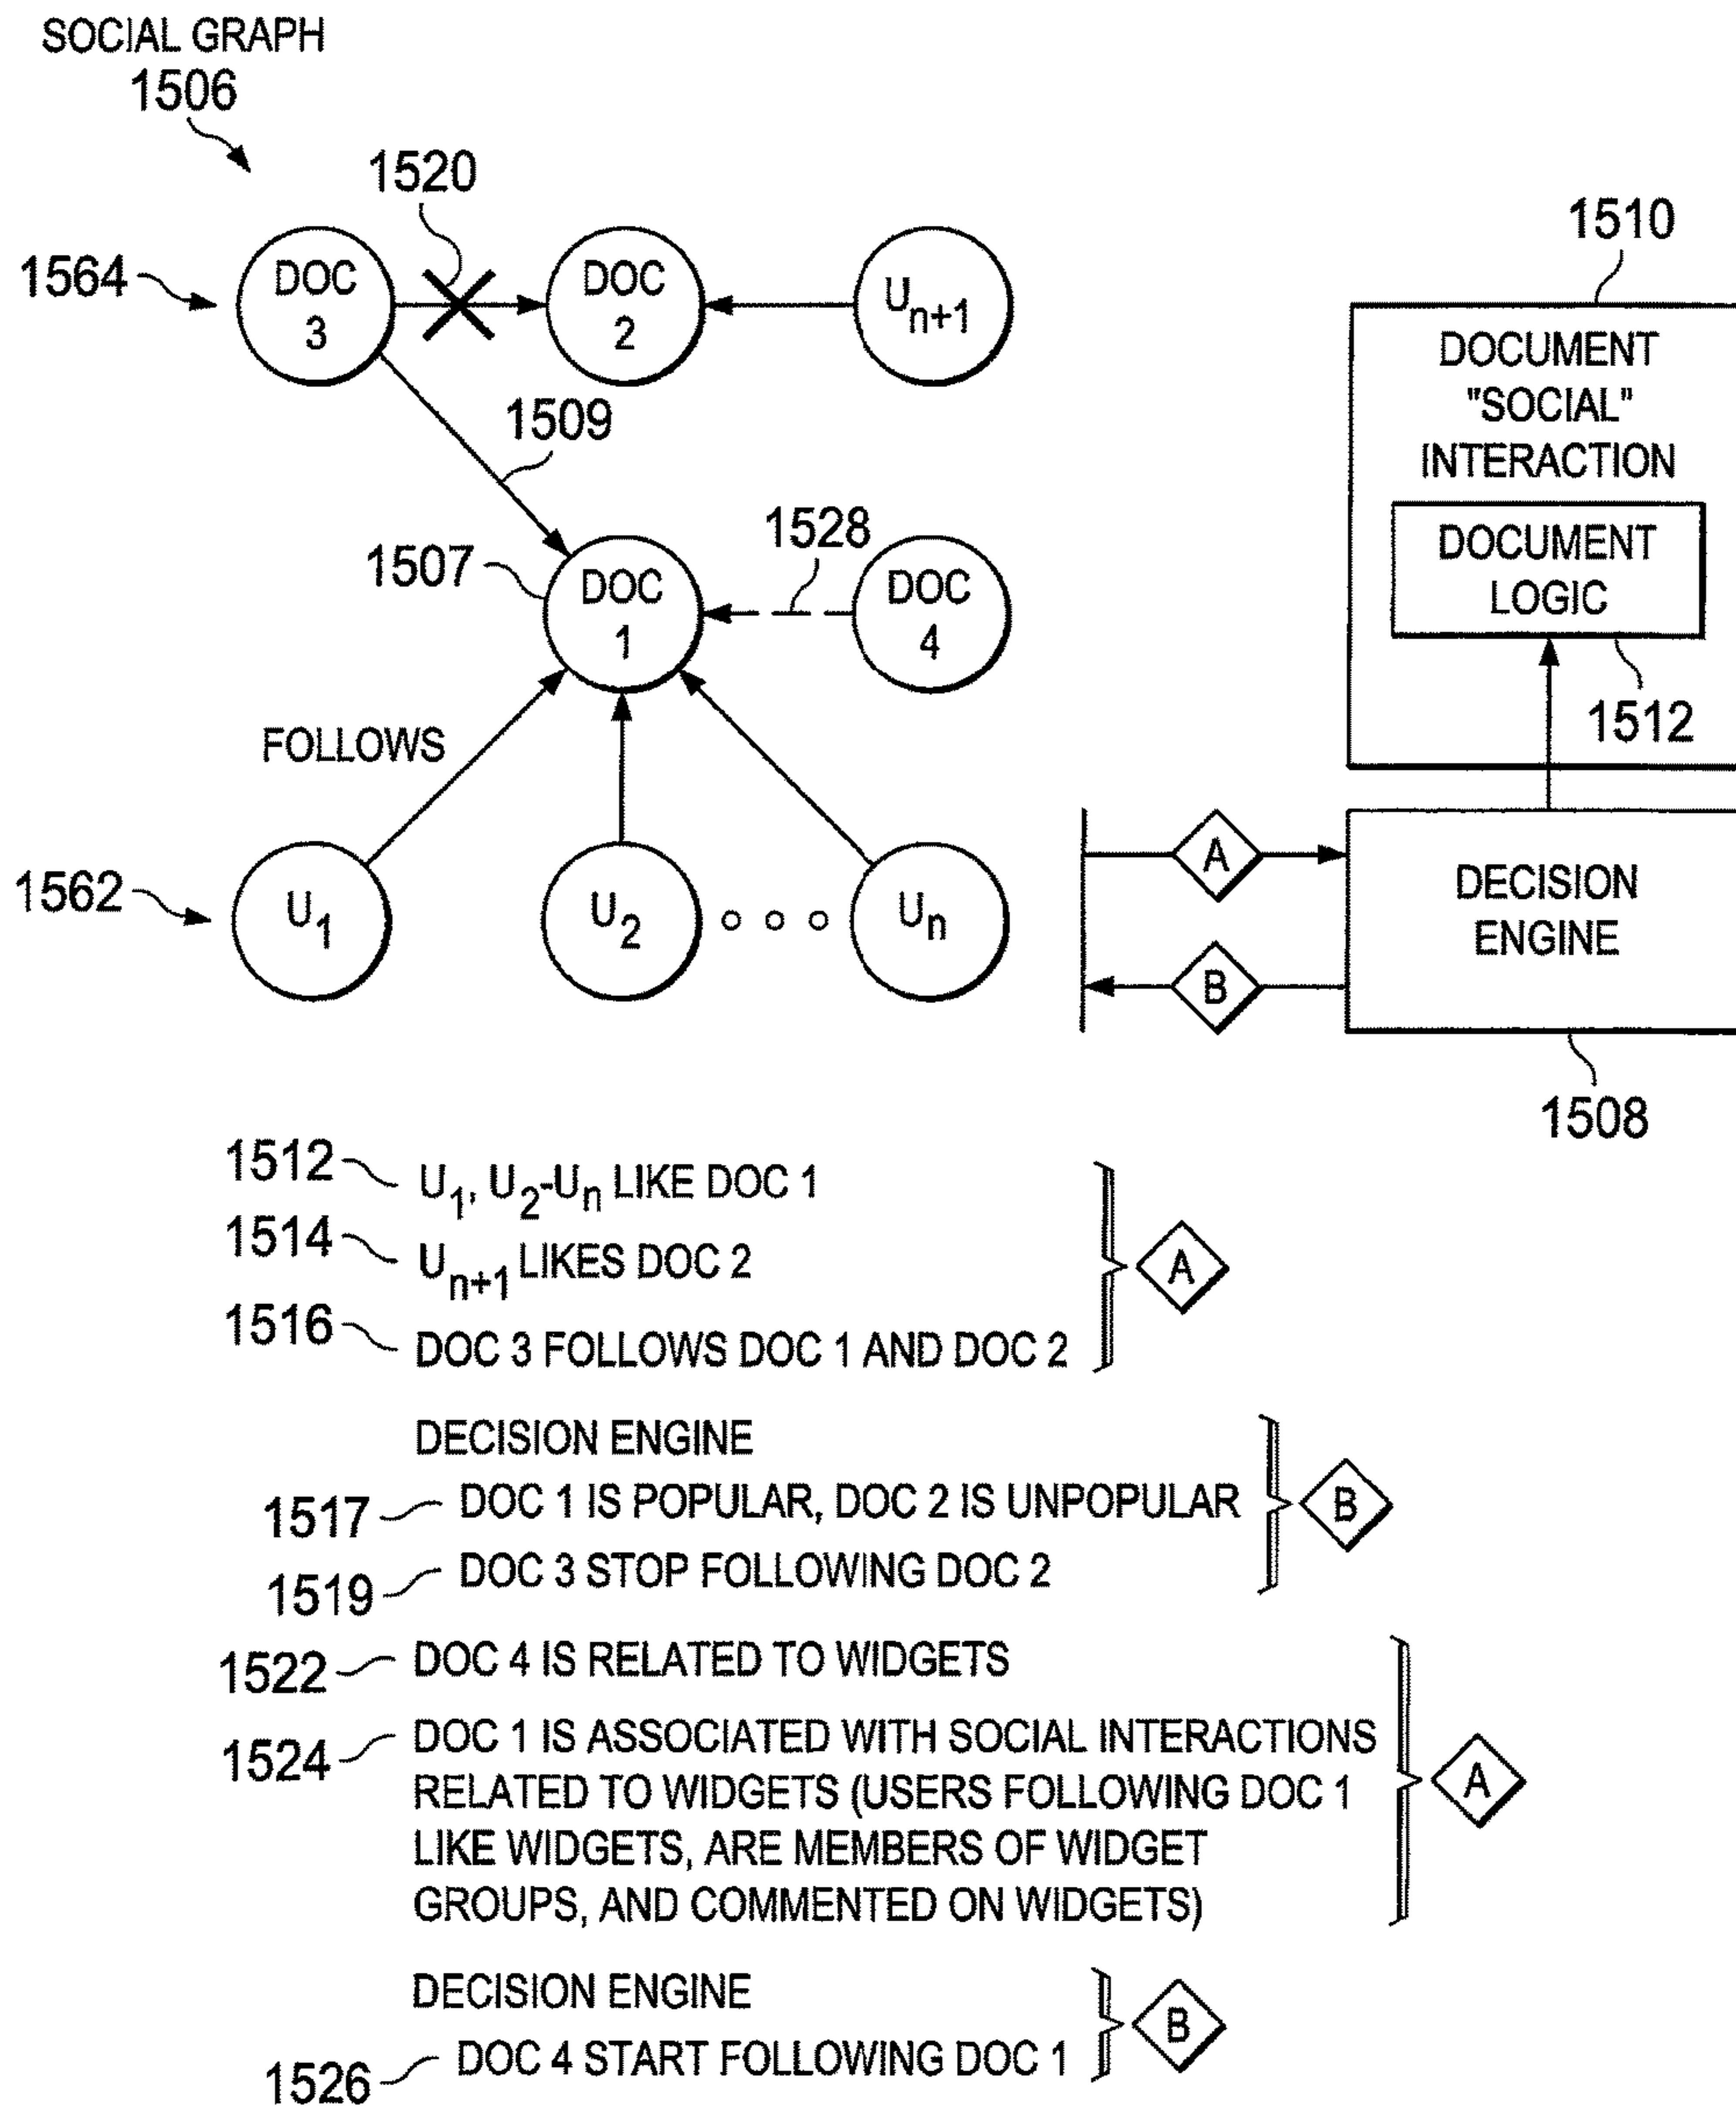 SOCIAL GRAPH
1506
1520
1510
1564
DOC
3
DOC
2
Un+1
DOCUMENT
"SOCIAL"
INTERACTION
1509
DOCUMENT
LOGIC
1512
1507
DOC
1
1528
DOC
4
FOLLOWS
1562
U1
U2
Un
A
B
DECISION
ENGINE
1508
1512 U1, U2-Un LIKE DOC 1
1514 Un+1 LIKES DOC 2
A
1516 DOC 3 FOLLOWS DOC 1 AND DOC 2
DECISION ENGINE
1517 DOC 1 IS POPULAR, DOC 2 IS UNPOPULAR
B
1519 DOC 3 STOP FOLLOWING DOC 2
1522 DOC 4 IS RELATED TO WIDGETS
1524 DOC 1 IS ASSOCIATED WITH SOCIAL INTERACTIONS
RELATED TO WIDGETS (USERS FOLLOWING DOC 1
A
LIKE WIDGETS, ARE MEMBERS OF WIDGET
GROUPS, AND COMMENTED ON WIDGETS)
DECISION ENGINE
B
1526 DOC 4 START FOLLOWING DOC 1